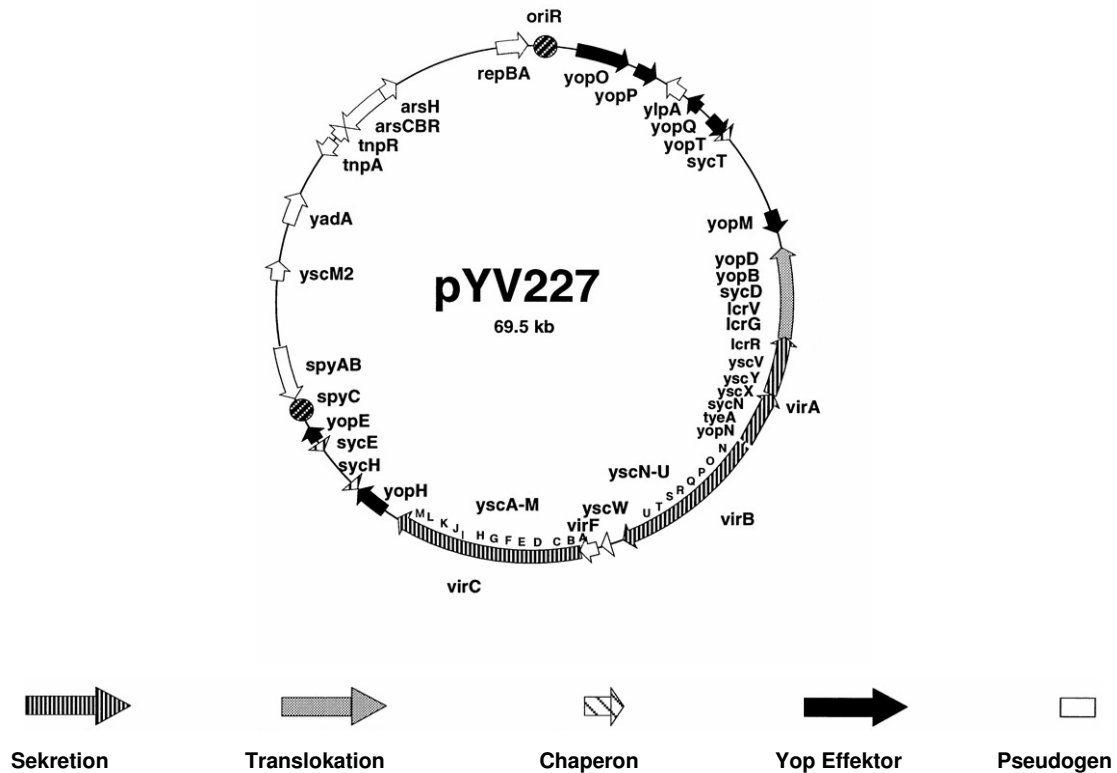 oriR
repBA
yopO
yopP
ylpA
yopQ
yopT
sycT
yopM
yopD
yopB
sycD
lcrV
lcrG
lcrR
yscV
yscY
yscX
sycN
tyeA
yopN
virA
virB
yscN-U
N
O
P
Q
R
S
T
U
yscW
virF
yscA-M
A
B
C
D
E
F
G
H
I
J
K
L
M
virC
yopH
sycH
sycE
yopE
spyC
spyAB
yscM2
yadA
tnpA
tnpR
arsCBR
arsH
pYV227
69.5 kb
Sekretion
Translokation
Chaperon
Yop Effektor
Pseudogen